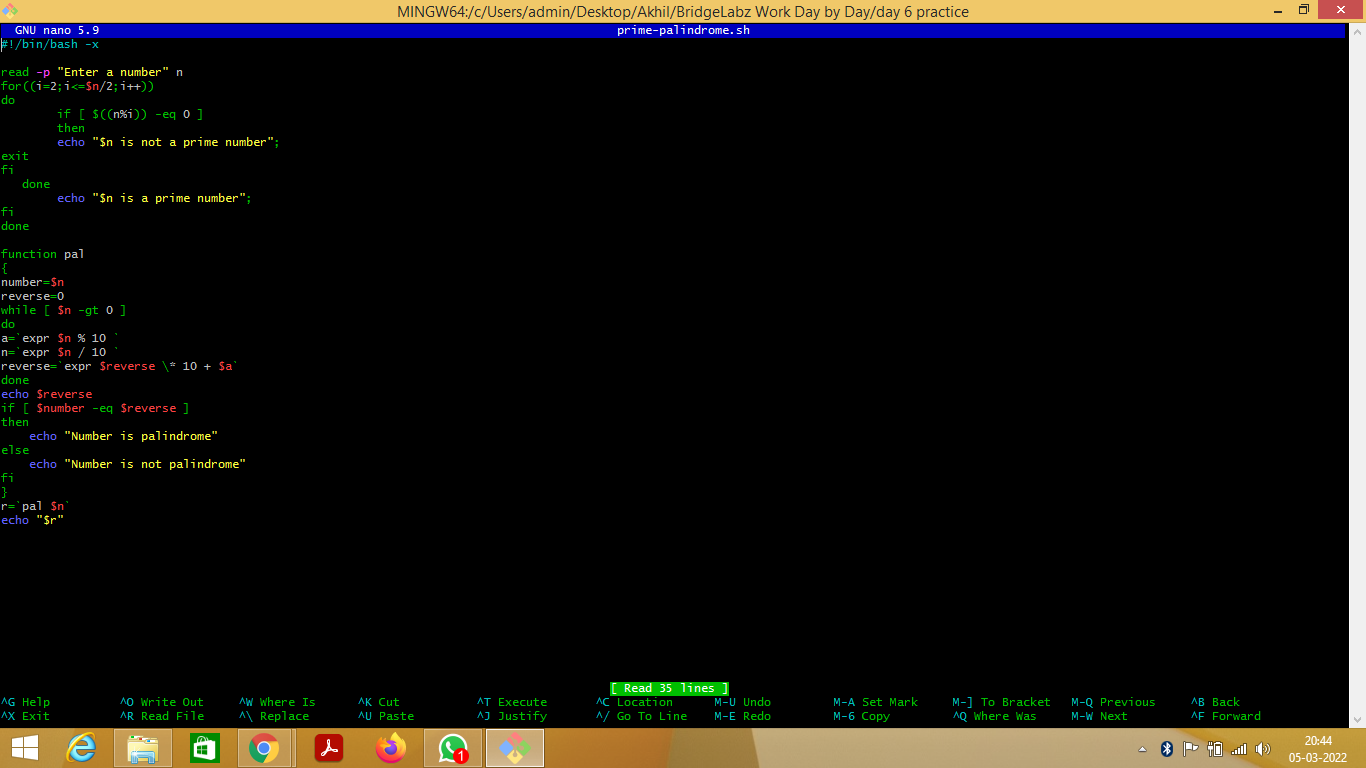 MINGW64:/c/Users/admin/Desktop/Akhil/BridgeLabz Work Day by Day/day 6 practice
GNU nano 5.9 prime-palindrome.sh
#!/bin/bash -x
read -p "Enter a number" n
for((i=2;i<=$n/2;i++))
do
if [ $((n%i)) -eq 0 ]
then
echo "$n is not a prime number";
exit
fi
done
echo "$n is a prime number";
fi
done
function pal
{
number=$n
reverse=0
while [ $n -gt 0 ]
do
a=`expr $n % 10 `
n=`expr $n / 10 `
reverse=`expr $reverse \* 10 + $a`
done
echo $reverse
if [ $number -eq $reverse ]
then
echo "Number is palindrome"
else
echo "Number is not palindrome"
fi
}
r=`pal $n`
echo "$r"
[ Read 35 lines ]
^G Help ^O Write Out ^W Where Is ^K Cut ^T Execute ^C Location M-U Undo M-A Set Mark M-] To Bracket M-Q Previous ^B Back
^X Exit ^R Read File ^\ Replace ^U Paste ^J Justify ^/ Go To Line M-E Redo M-6 Copy ^Q Where Was M-W Next ^F Forward
1
20:44
05-03-2022